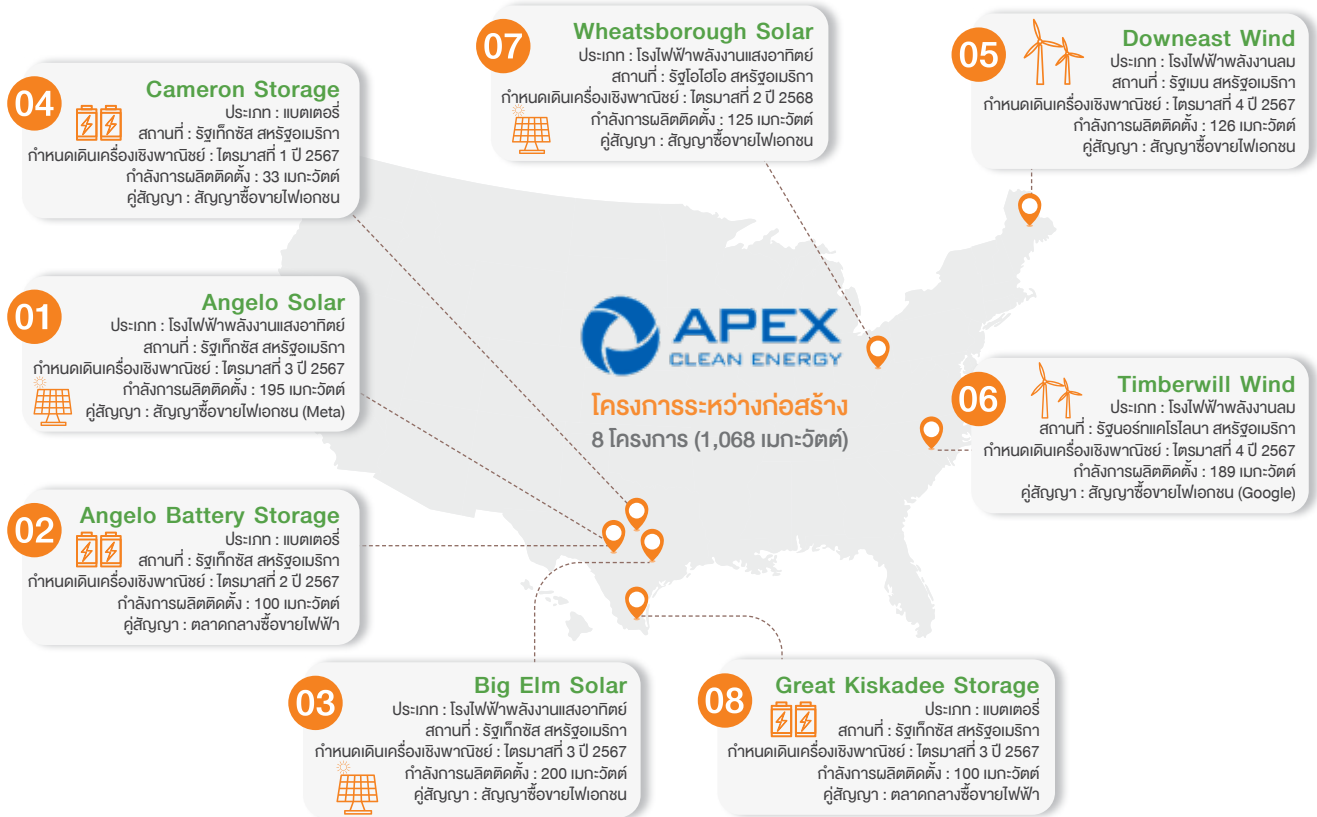 04
Cameron Storage
ประเภท : แบตเตอรี่
สถานที่ : รัฐเท็กซัส สหรัฐอเมริกา
กำหนดเดินเครื่องเชิงพาณิชย์ : ไตรมาสที่ 1 ปี 2567
กำลังการผลิตติดตั้ง : 33 เมกะวัตต์
คู่สัญญา : สัญญาซื้อขายไฟเอกชน
07
Wheatsborough Solar
ประเภท : โรงไฟฟ้าพลังงานแสงอาทิตย์
สถานที่ : รัฐโอไฮโอ สหรัฐอเมริกา
กำหนดเดินเครื่องเชิงพาณิชย์ : ไตรมาสที่ 2 ปี 2568
กำลังการผลิตติดตั้ง : 125 เมกะวัตต์
คู่สัญญา : สัญญาซื้อขายไฟเอกชน
05
Downeast Wind
ประเภท : โรงไฟฟ้าพลังงานลม
สถานที่ : รัฐเมน สหรัฐอเมริกา
กำหนดเดินเครื่องเชิงพาณิชย์ : ไตรมาสที่ 4 ปี 2567
กำลังการผลิตติดตั้ง : 126 เมกะวัตต์
คู่สัญญา : สัญญาซื้อขายไฟเอกชน
01
Angelo Solar
ประเภท : โรงไฟฟ้าพลังงานแสงอาทิตย์
สถานที่ : รัฐเท็กซัส สหรัฐอเมริกา
กำหนดเดินเครื่องเชิงพาณิชย์ : ไตรมาสที่ 3 ปี 2567
กำลังการผลิตติดตั้ง : 195 เมกะวัตต์
คู่สัญญา : สัญญาซื้อขายไฟเอกชน (Meta)
APEX
CLEAN ENERGY
โครงการระหว่างก่อสร้าง
8 โครงการ (1,068 เมกะวัตต์)
06
Timberwill Wind
ประเภท : โรงไฟฟ้าพลังงานลม
สถานที่ : รัฐนอร์ทแคโรไลนา สหรัฐอเมริกา
กำหนดเดินเครื่องเชิงพาณิชย์ : ไตรมาสที่ 4 ปี 2567
กำลังการผลิตติดตั้ง : 189 เมกะวัตต์
คู่สัญญา : สัญญาซื้อขายไฟเอกชน (Google)
02
Angelo Battery Storage
ประเภท : แบตเตอรี่
สถานที่ : รัฐเท็กซัส สหรัฐอเมริกา
กำหนดเดินเครื่องเชิงพาณิชย์ : ไตรมาสที่ 2 ปี 2567
กำลังการผลิตติดตั้ง : 100 เมกะวัตต์
คู่สัญญา : ตลาดกลางซื้อขายไฟฟ้า
03
Big Elm Solar
ประเภท : โรงไฟฟ้าพลังงานแสงอาทิตย์
สถานที่ : รัฐเท็กซัส สหรัฐอเมริกา
กำหนดเดินเครื่องเชิงพาณิชย์ : ไตรมาสที่ 3 ปี 2567
กำลังการผลิตติดตั้ง : 200 เมกะวัตต์
คู่สัญญา : สัญญาซื้อขายไฟเอกชน
08
Great Kiskadee Storage
ประเภท : แบตเตอรี่
สถานที่ : รัฐเท็กซัส สหรัฐอเมริกา
กำหนดเดินเครื่องเชิงพาณิชย์ : ไตรมาสที่ 3 ปี 2567
กำลังการผลิตติดตั้ง : 100 เมกะวัตต์
คู่สัญญา : ตลาดกลางซื้อขายไฟฟ้า